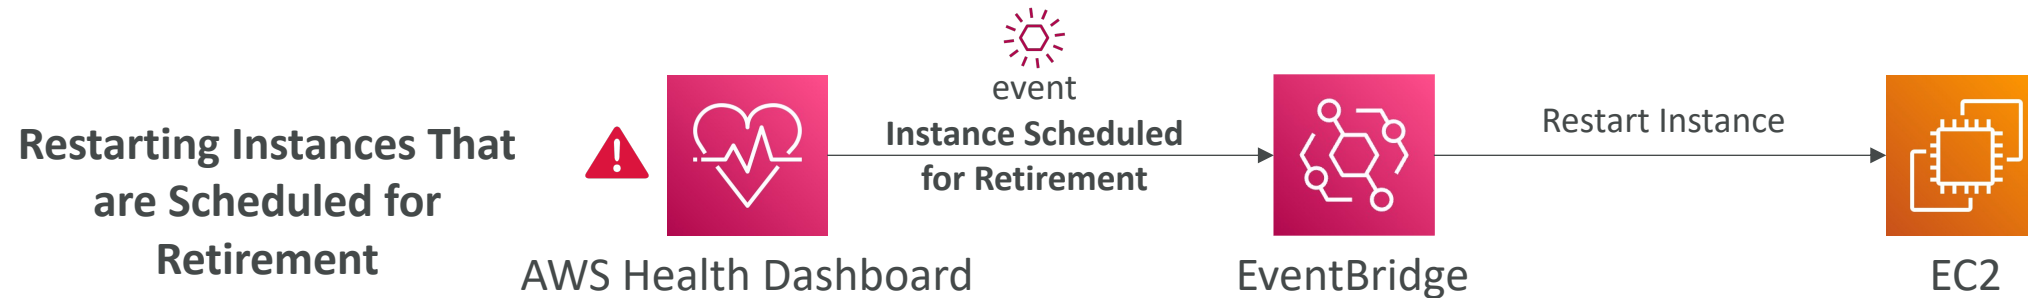 Restarting Instances That
are Scheduled for
Retirement
event
Instance Scheduled
for Retirement
Restart Instance
AWS Health Dashboard
EventBridge
EC2